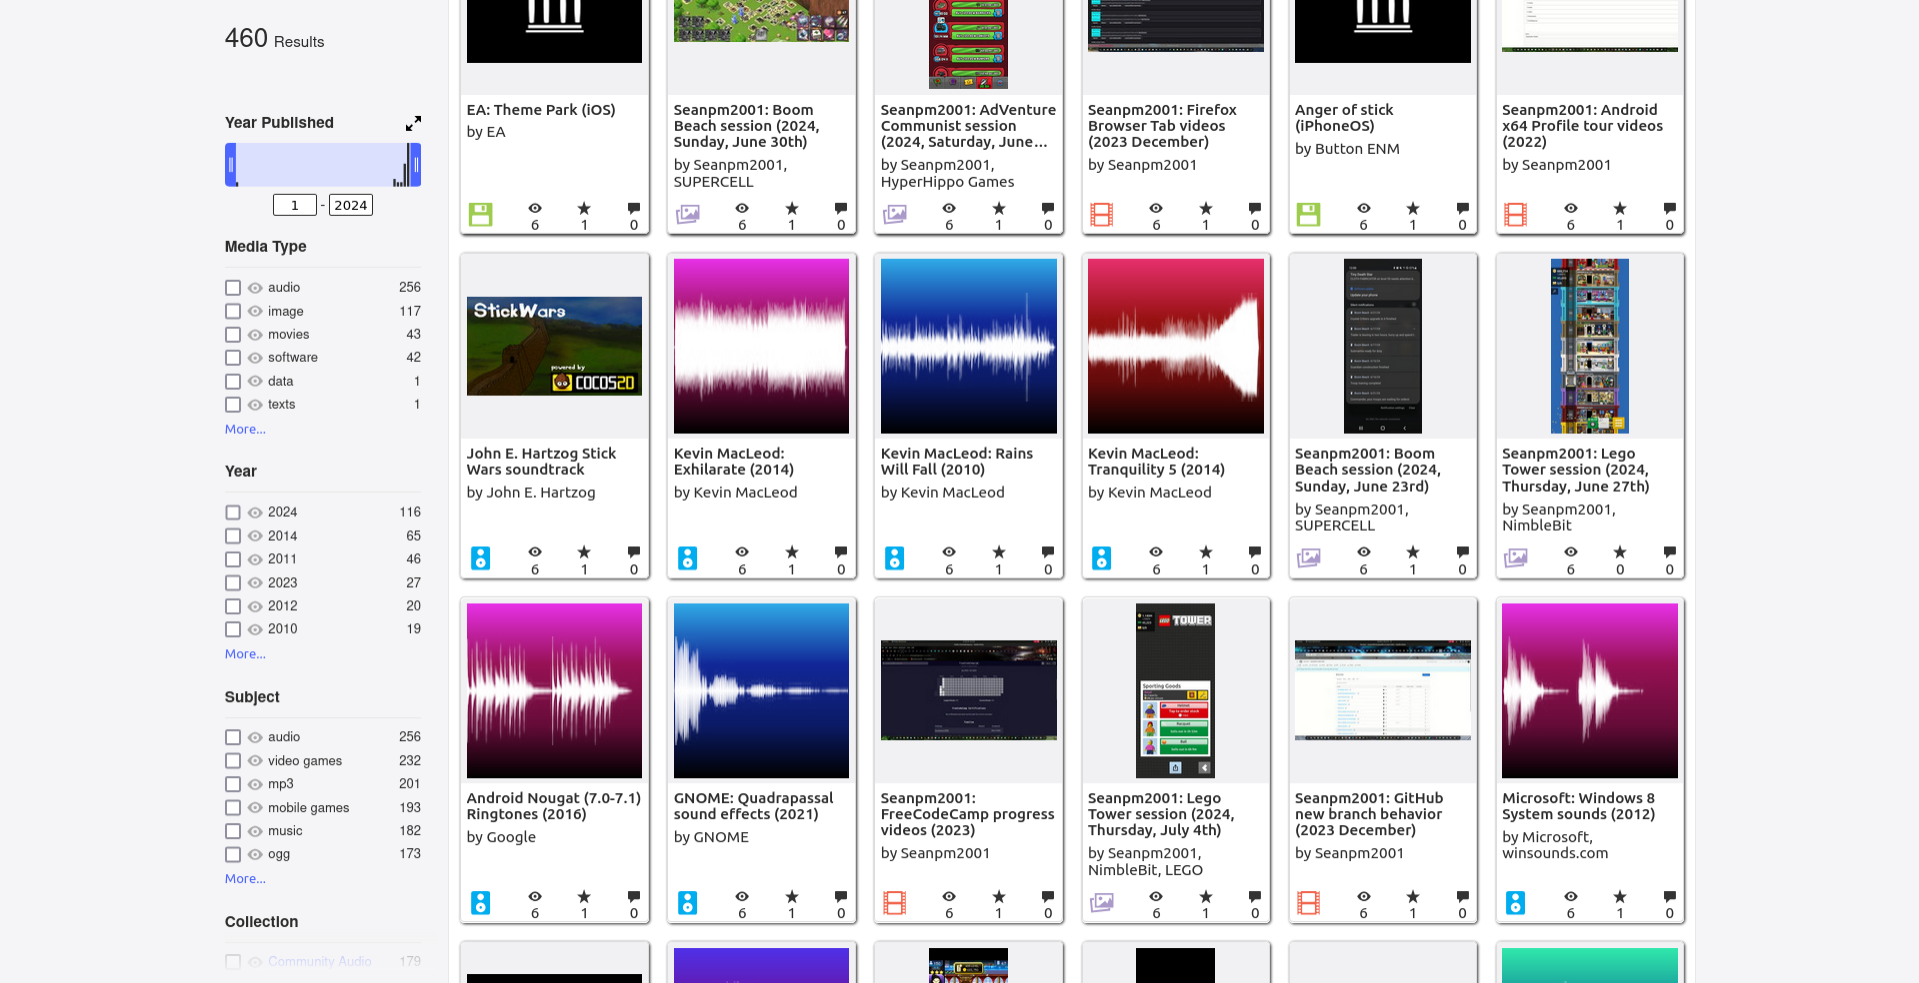 460 Results
Year Published
1 - 2024
Media Type
audio 256
image 117
movies 43
software 42
data 1
texts 1
More...
Year
2024 116
2014 65
2011 46
2023 27
2012 20
2010 19
More...
Subject
audio 256
video games 232
mp3 201
mobile games 193
music 182
ogg 173
More...
Collection
Community Audio 179
EA: Theme Park (iOS)
by EA
6 1 0
Seanpm2001: Boom
Beach session (2024,
Sunday, June 30th)
by Seanpm2001,
SUPERCELL
6 1 0
Seanpm2001: AdVenture
Communist session
(2024, Saturday, June...
by Seanpm2001,
HyperHippo Games
6 1 0
Seanpm2001: Firefox
Browser Tab videos
(2023 December)
by Seanpm2001
6 1 0
Anger of stick
(iPhoneOS)
by Button ENM
6 1 0
Seanpm2001: Android
x64 Profile tour videos
(2022)
by Seanpm2001
6 1 0
StickWars
powered by
COCOS2D
John E. Hartzog Stick
Wars soundtrack
by John E. Hartzog
6 1 0
Kevin MacLeod:
Exhilarate (2014)
by Kevin MacLeod
6 1 0
Kevin MacLeod: Rains
Will Fall (2010)
by Kevin MacLeod
6 1 0
Kevin MacLeod:
Tranquility 5 (2014)
by Kevin MacLeod
6 1 0
Seanpm2001: Boom
Beach session (2024,
Sunday, June 23rd)
by Seanpm2001,
SUPERCELL
6 1 0
Seanpm2001: Lego
Tower session (2024,
Thursday, June 27th)
by Seanpm2001,
NimbleBit
6 0 0
Android Nougat (7.0-7.1)
Ringtones (2016)
by Google
6 1 0
GNOME: Quadrapassal
sound effects (2021)
by GNOME
6 1 0
Seanpm2001:
FreeCodeCamp progress
videos (2023)
by Seanpm2001
6 1 0
TOWER
Sporting Goods
Seanpm2001: Lego
Tower session (2024,
Thursday, July 4th)
by Seanpm2001,
NimbleBit, LEGO
6 1 0
Seanpm2001: GitHub
new branch behavior
(2023 December)
by Seanpm2001
6 1 0
Microsoft: Windows 8
System sounds (2012)
by Microsoft,
winsounds.com
6 1 0